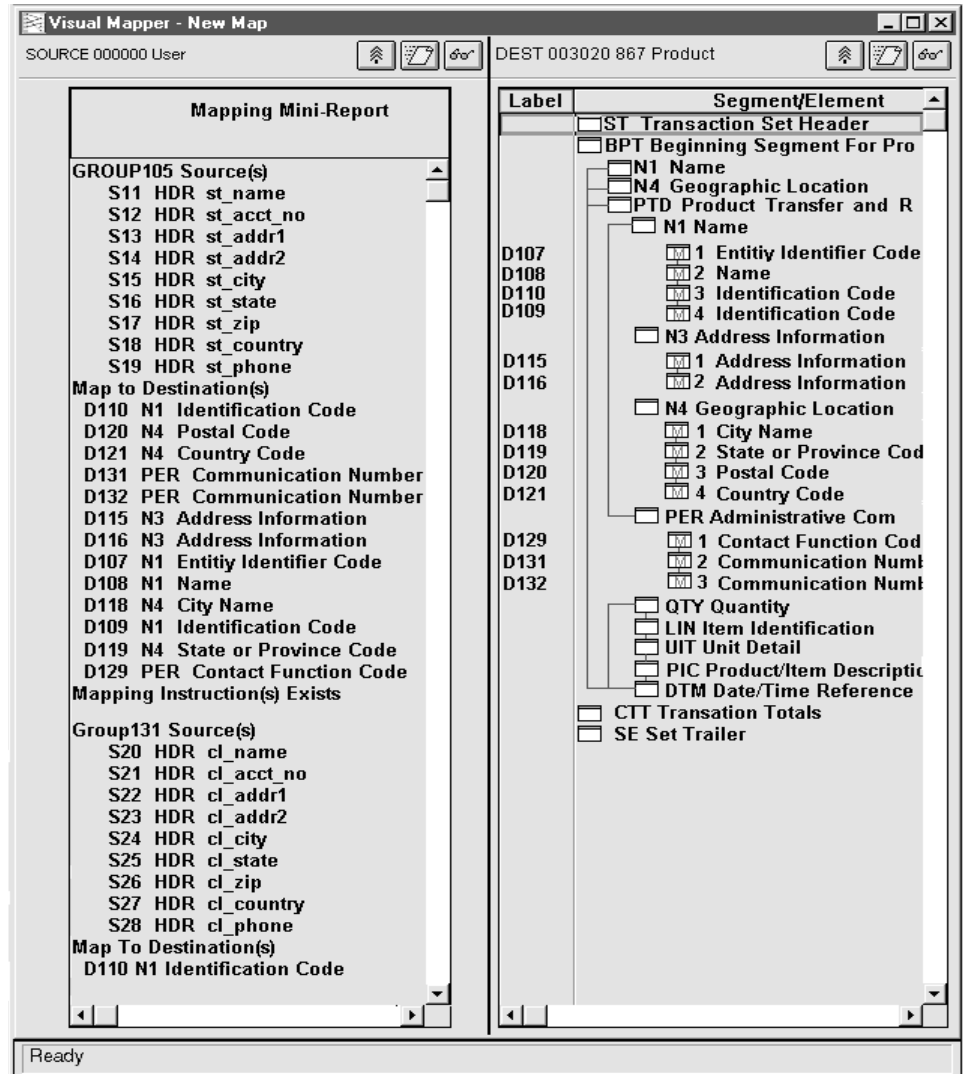 Visual Mapper - New Map
SOURCE 000000 User
DEST 003020 867 Product
Mapping Mini-Report
GROUP105 Source(s)
S11 HDR st_name
S12 HDR st_acct_no
S13 HDR st_addr1
S14 HDR st_addr2
S15 HDR st_city
S16 HDR st_state
S17 HDR st_zip
S18 HDR st_country
S19 HDR st_phone
Map to Destination(s)
D110 N1 Identification Code
D120 N4 Postal Code
D121 N4 Country Code
D131 PER Communication Number
D132 PER Communication Number
D115 N3 Address Information
D116 N3 Address Information
D107 N1 Entitiy Identifier Code
D108 N1 Name
D118 N4 City Name
D109 N1 Identification Code
D119 N4 State or Province Code
D129 PER Contact Function Code
Mapping Instruction(s) Exists
Group131 Source(s)
S20 HDR cl_name
S21 HDR cl_acct_no
S22 HDR cl_addr1
S23 HDR cl_addr2
S24 HDR cl_city
S25 HDR cl_state
S26 HDR cl_zip
S27 HDR cl_country
S28 HDR cl_phone
Map To Destination(s)
D110 N1 Identification Code
Label Segment/Element
ST Transaction Set Header
BPT Beginning Segment For Pro
N1 Name
N4 Geographic Location
PTD Product Transfer and R
N1 Name
D107 M 1 Entitiy Identifier Code
D108 M 2 Name
D110 M 3 Identification Code
D109 M 4 Identification Code
N3 Address Information
D115 M 1 Address Information
D116 M 2 Address Information
N4 Geographic Location
D118 M 1 City Name
D119 M 2 State or Province Cod
D120 M 3 Postal Code
D121 M 4 Country Code
PER Administrative Com
D129 M 1 Contact Function Cod
D131 M 2 Communication Numb
D132 M 3 Communication Numb
QTY Quantity
LIN Item Identification
UIT Unit Detail
PIC Product/Item Descriptic
DTM Date/Time Reference
CTT Transation Totals
SE Set Trailer
Ready